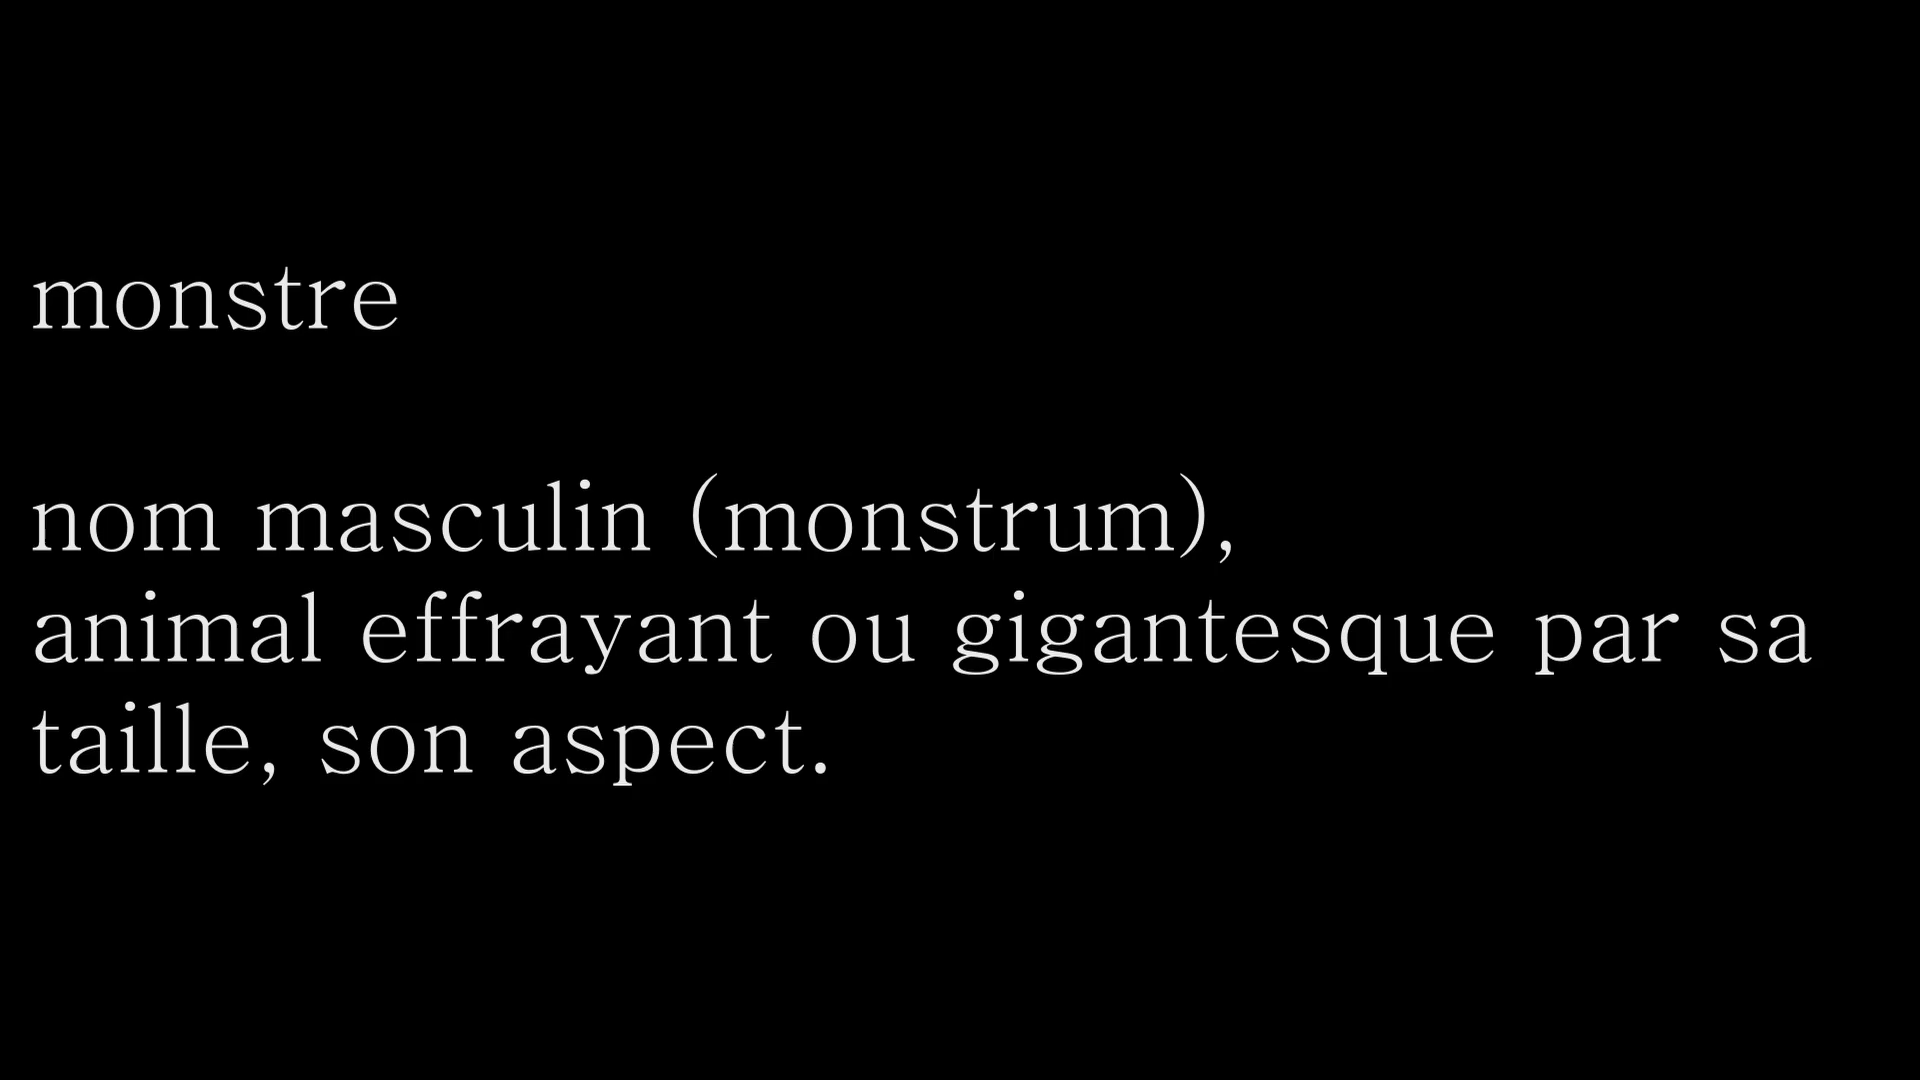 monstre
nom masculin (monstrum),
animal effrayant ou gigantesque par sa
taille, son aspect.